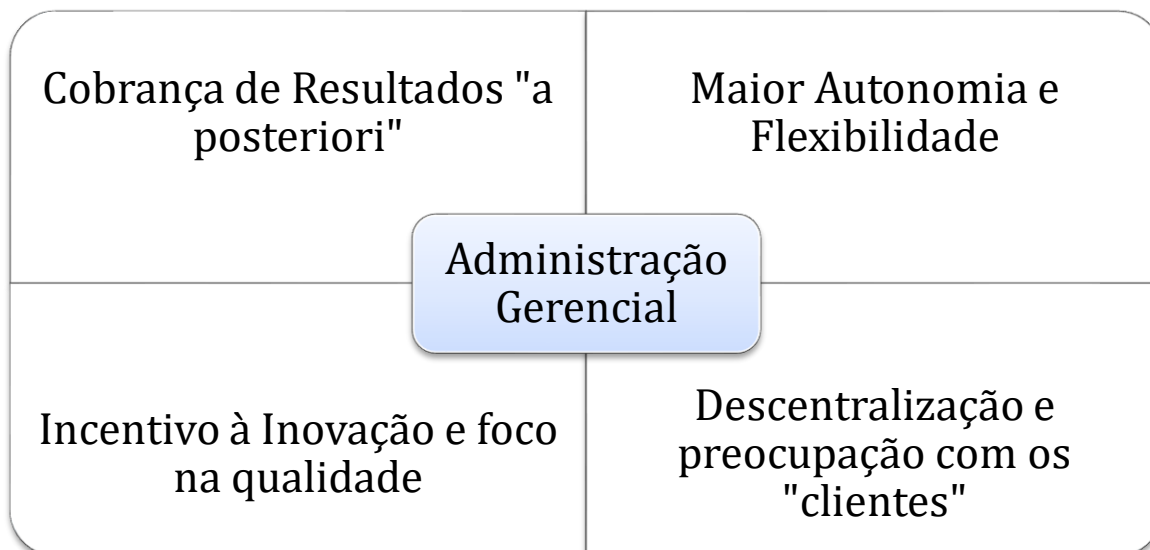 Cobrança de Resultados "a
posteriori"
Maior Autonomia e
Flexibilidade
Administração
Gerencial
Incentivo à Inovação e foco
na qualidade
Descentralização e
preocupação com os
"clientes"